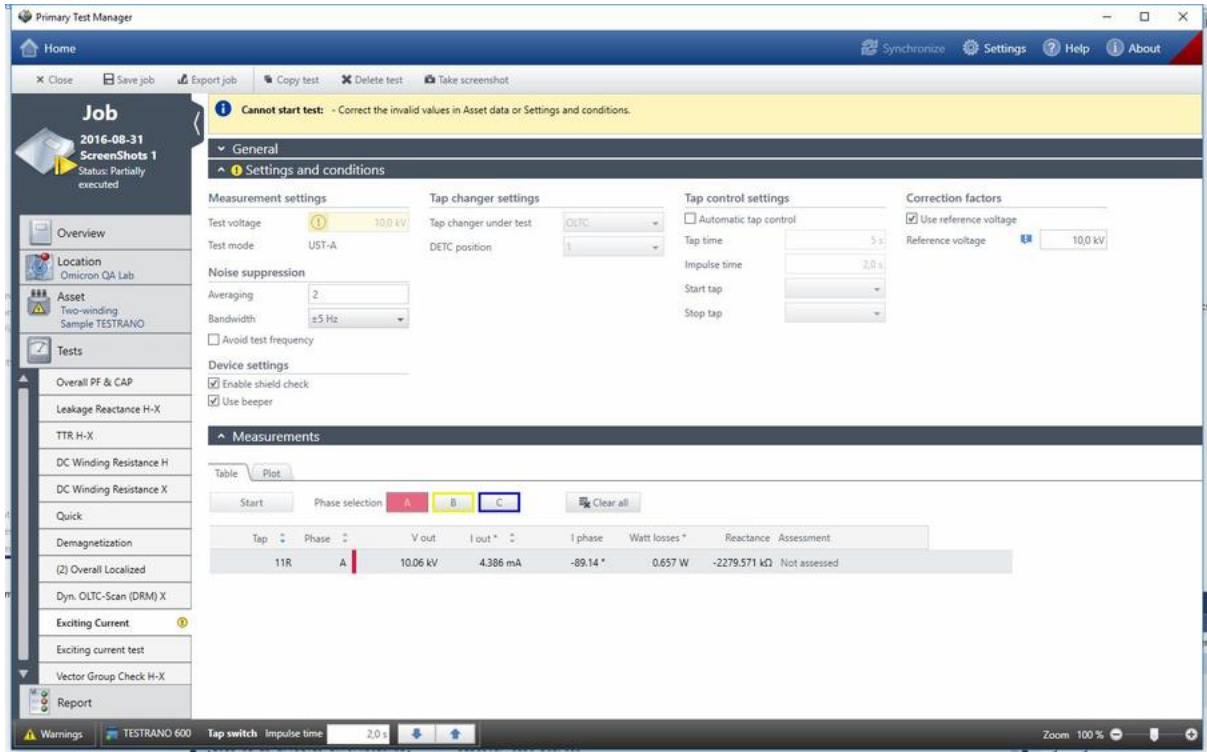 Primary Test Manager
Home
Synchronize Settings Help About
Close Save job Export job Copy test Delete test Take screenshot
Job
2016-08-31
ScreenShots 1
Status: Partially
executed
Overview
Location
Omicron QA Lab
Asset
Two-winding
Sample TESTRANO
Tests
Overall PF & CAP
Leakage Reactance H-X
TTR H-X
DC Winding Resistance H
DC Winding Resistance X
Quick
Demagnetization
(2) Overall Localized
Dyn. OLTC-Scan (DRM) X
Exciting Current
Exciting current test
Vector Group Check H-X
Report
Cannot start test: - Correct the invalid values in Asset data or Settings and conditions.
General
Settings and conditions
Measurement settings
Test voltage 10,0 kV
Test mode UST-A
Noise suppression
Averaging 2
Bandwidth ±5 Hz
Avoid test frequency
Device settings
Enable shield check
Use beeper
Tap changer settings
Tap changer under test OLTC
DETC position 1
Tap control settings
Automatic tap control
Tap time 5 s
Impulse time 2,0 s
Start tap
Stop tap
Correction factors
Use reference voltage
Reference voltage 10,0 kV
Measurements
Table Plot
Start Phase selection A B C Clear all
Tap Phase V out I out * I phase Watt losses * Reactance Assessment
11R A 10.06 kV 4.386 mA -89.14 ° 0.657 W -2279.571 kΩ Not assessed
Warnings TESTRANO 600 Tap switch Impulse time 2,0 s Zoom 100 %